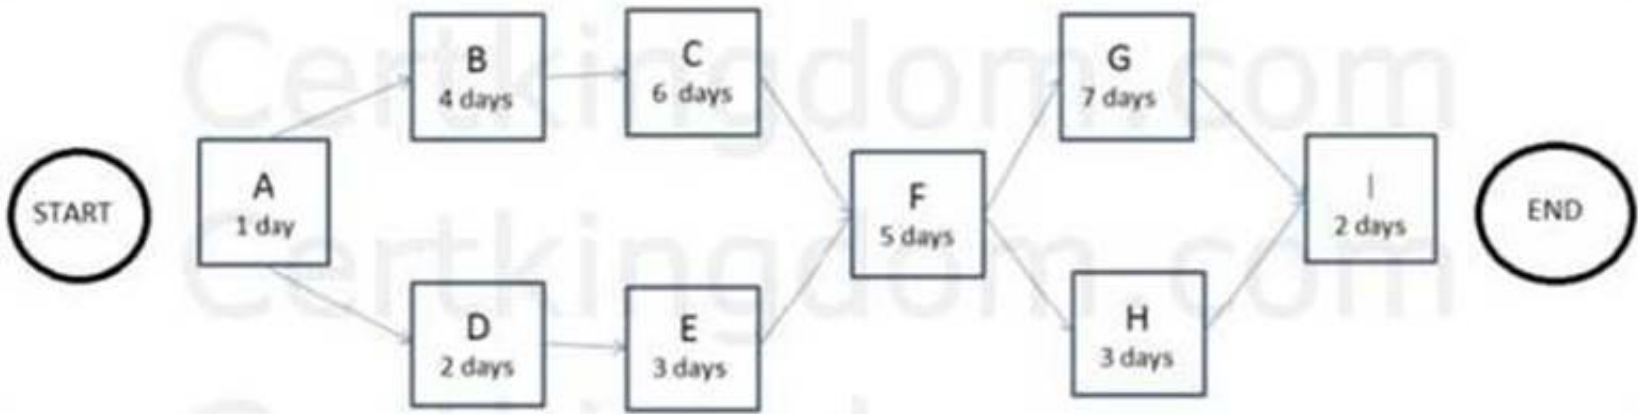 START
A
1 day
B
4 days
C
6 days
D
2 days
E
3 days
F
5 days
G
7 days
H
3 days
I
2 days
END
Certkingdom.com
Certkingdom.com